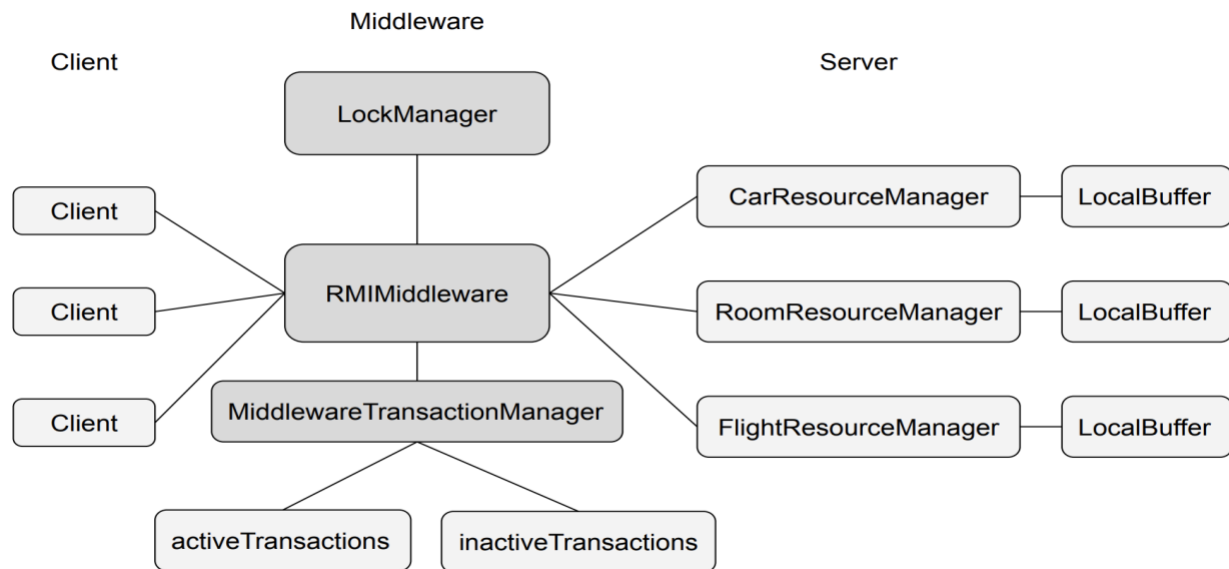 Middleware
Client
Server
LockManager
CarResourceManager
LocalBuffer
Client
RMIMiddleware
RoomResourceManager
LocalBuffer
Client
MiddlewareTransactionManager
Client
FlightResourceManager
LocalBuffer
activeTransactions
inactiveTransactions